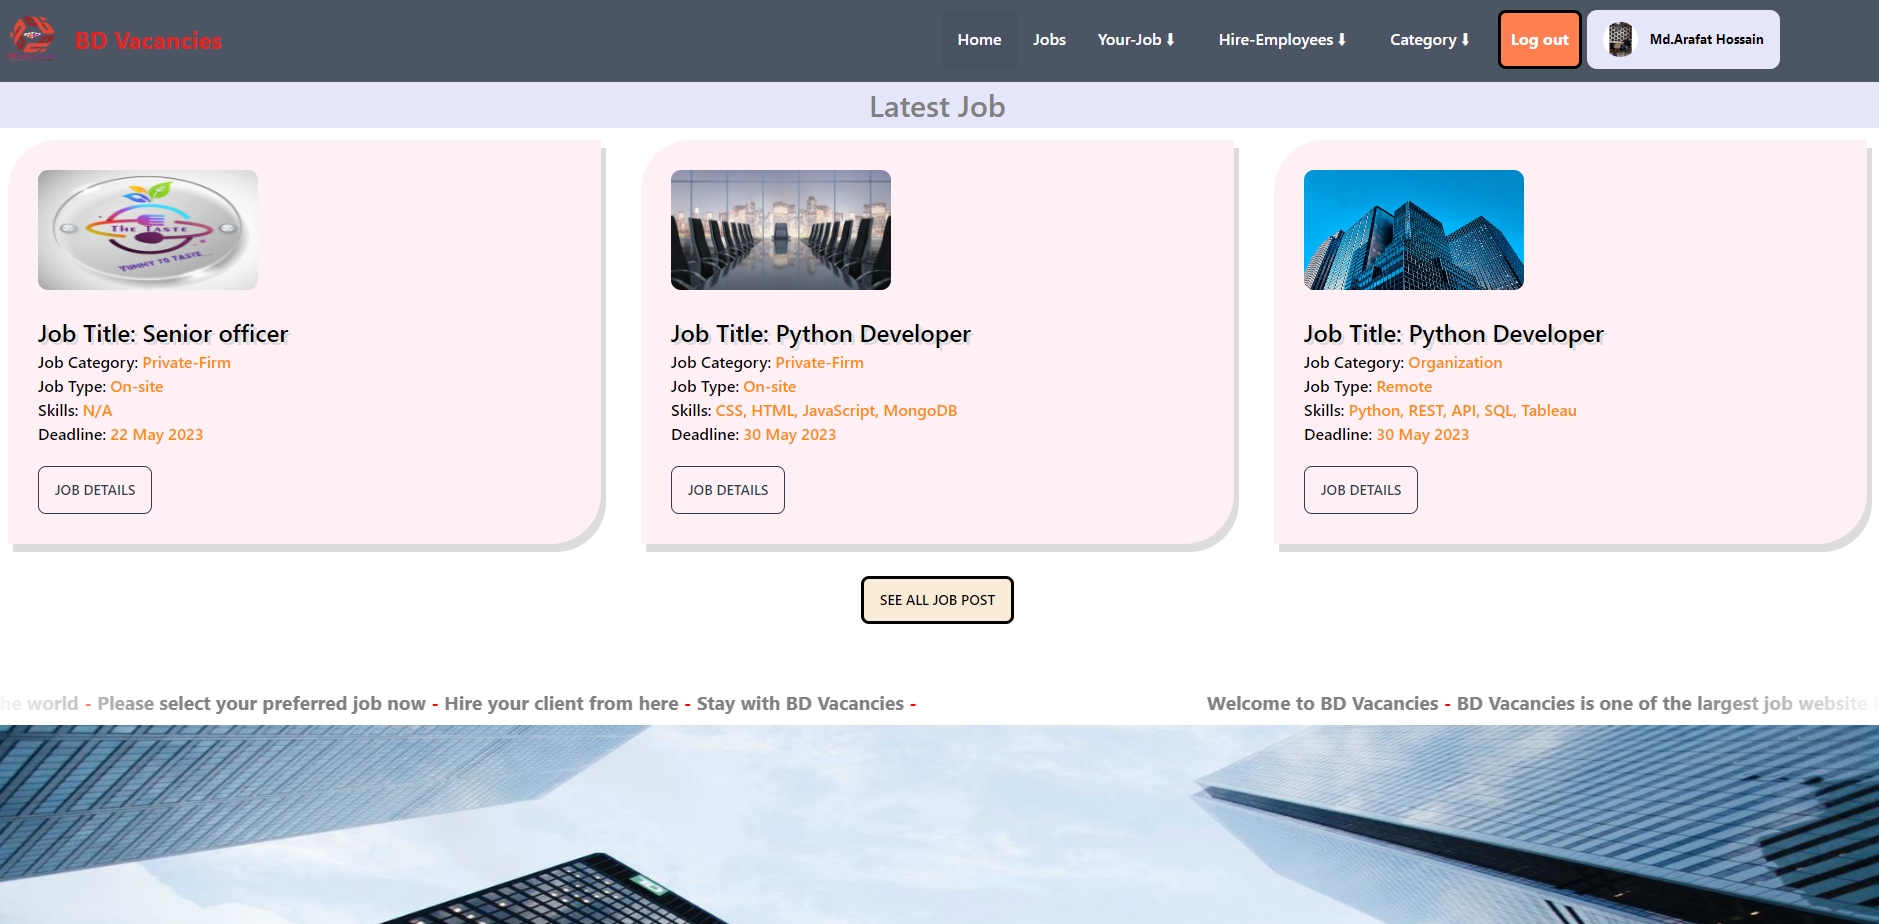 BD Vacancies
Home
Jobs
Your-Job ⬇
Hire-Employees ⬇
Category ⬇
Log out
Md.Arafat Hossain
Latest Job
THE TASTE
YUMMY TO TASTE...
Job Title: Senior officer
Job Category: Private-Firm
Job Type: On-site
Skills: N/A
Deadline: 22 May 2023
JOB DETAILS
Job Title: Python Developer
Job Category: Private-Firm
Job Type: On-site
Skills: CSS, HTML, JavaScript, MongoDB
Deadline: 30 May 2023
JOB DETAILS
Job Title: Python Developer
Job Category: Organization
Job Type: Remote
Skills: Python, REST, API, SQL, Tableau
Deadline: 30 May 2023
JOB DETAILS
SEE ALL JOB POST
he world - Please select your preferred job now - Hire your client from here - Stay with BD Vacancies -
Welcome to BD Vacancies - BD Vacancies is one of the largest job website